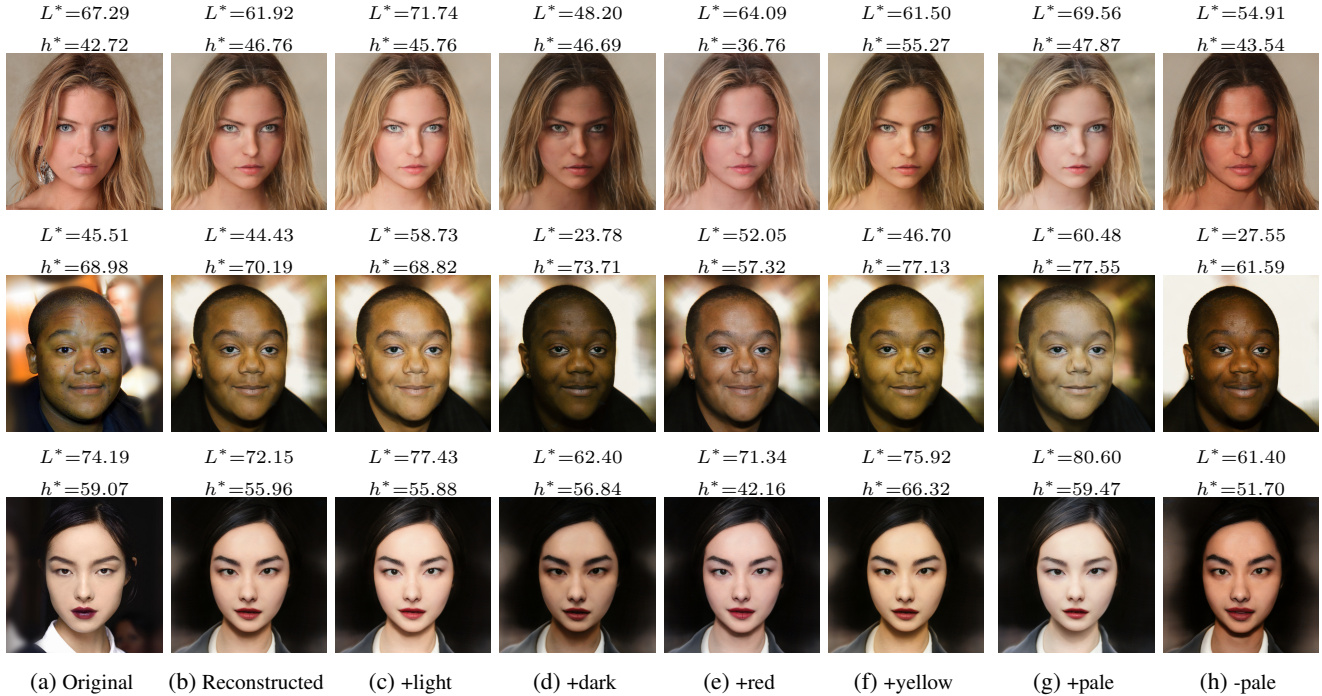 L*=67.29 L*=61.92 L*=71.74 L*=48.20 L*=64.09 L*=61.50 L*=69.56 L*=54.91
h*=42.72 h*=46.76 h*=45.76 h*=46.69 h*=36.76 h*=55.27 h*=47.87 h*=43.54
L*=45.51 L*=44.43 L*=58.73 L*=23.78 L*=52.05 L*=46.70 L*=60.48 L*=27.55
h*=68.98 h*=70.19 h*=68.82 h*=73.71 h*=57.32 h*=77.13 h*=77.55 h*=61.59
L*=74.19 L*=72.15 L*=77.43 L*=62.40 L*=71.34 L*=75.92 L*=80.60 L*=61.40
h*=59.07 h*=55.96 h*=55.88 h*=56.84 h*=42.16 h*=66.32 h*=59.47 h*=51.70
(a) Original (b) Reconstructed (c) +light (d) +dark (e) +red (f) +yellow (g) +pale (h) -pale